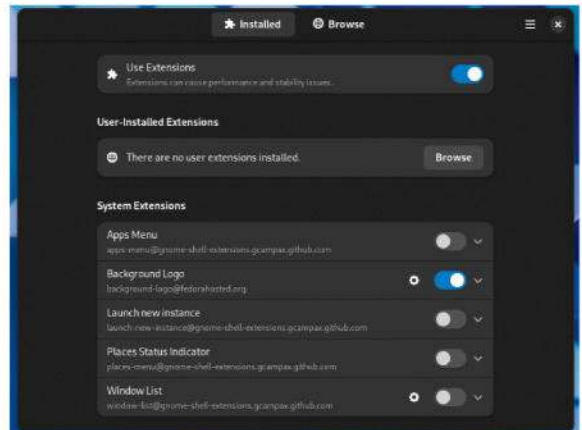 Installed
Browse
Use Extensions
Extensions can cause performance and stability issues.
User-Installed Extensions
There are no user extensions installed.
Browse
System Extensions
Apps Menu
apps-menu@gnome-shell-extensions.gcampax.github.com
Background Logo
background-logo@fedorahosted.org
Launch new instance
launch-new-instance@gnome-shell-extensions.gcampax.github.com
Places Status Indicator
places-menu@gnome-shell-extensions.gcampax.github.com
Window List
window-list@gnome-shell-extensions.gcampax.github.com